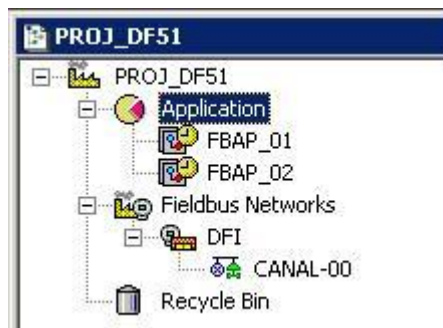 PROJ_DF51
PROJ_DF51
Application
FBAP_01
FBAP_02
Fieldbus Networks
DFI
CANAL-00
Recycle Bin